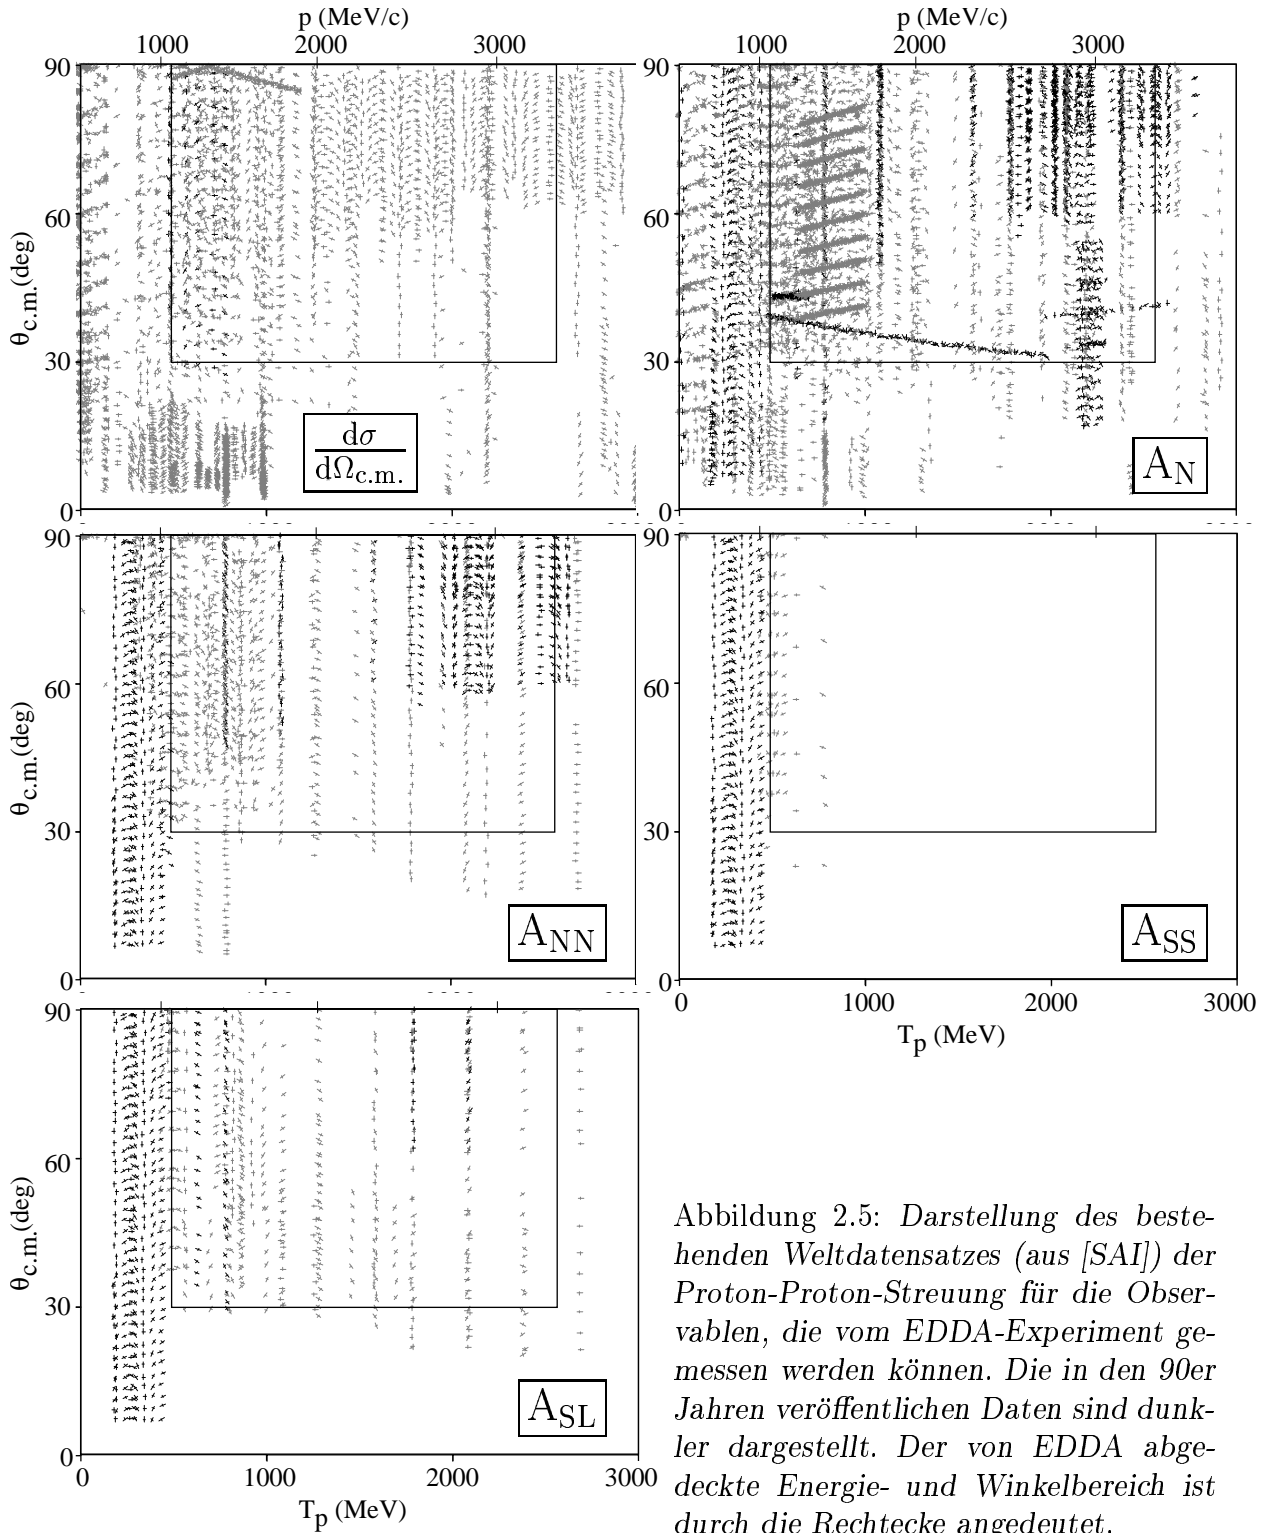 p (MeV/c)
p (MeV/c)
1000 2000 3000
1000 2000 3000
90
60
30
0
θc.m.(deg)
dσ
dΩc.m.
90
60
30
0
AN
90
60
30
0
θc.m.(deg)
ANN
90
60
30
0
ASS
0 1000 2000 3000
Tp (MeV)
90
60
30
0
θc.m.(deg)
ASL
0 1000 2000 3000
Tp (MeV)
Abbildung 2.5: Darstellung des beste-
henden Weltdatensatzes (aus [SAI]) der
Proton-Proton-Streuung für die Obser-
vablen, die vom EDDA-Experiment ge-
messen werden können. Die in den 90er
Jahren veröffentlichen Daten sind dunk-
ler dargestellt. Der von EDDA abge-
deckte Energie- und Winkelbereich ist
durch die Rechtecke angedeutet.